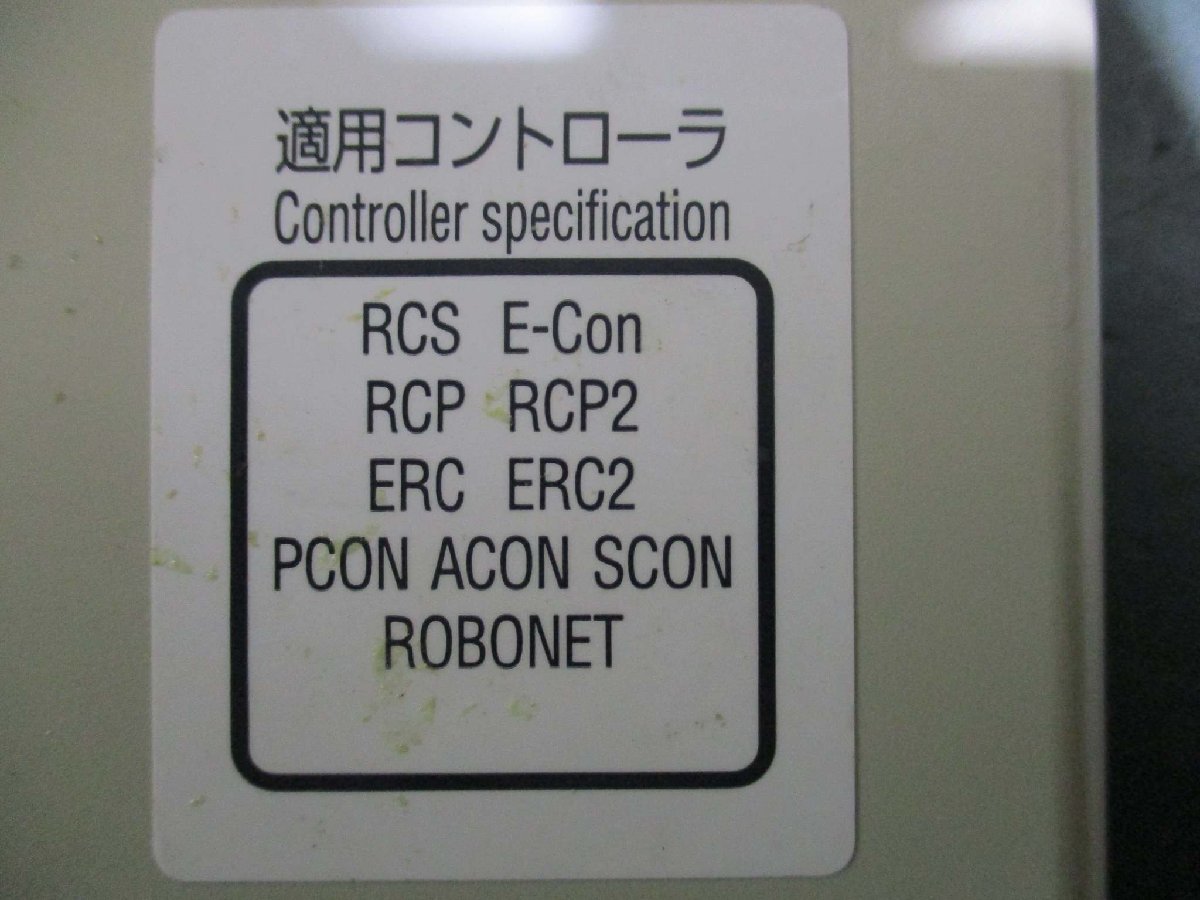 適用コントローラ
Controller specification
RCS E-Con
RCP RCP2
ERC ERC2
PCON ACON SCON
ROBONET